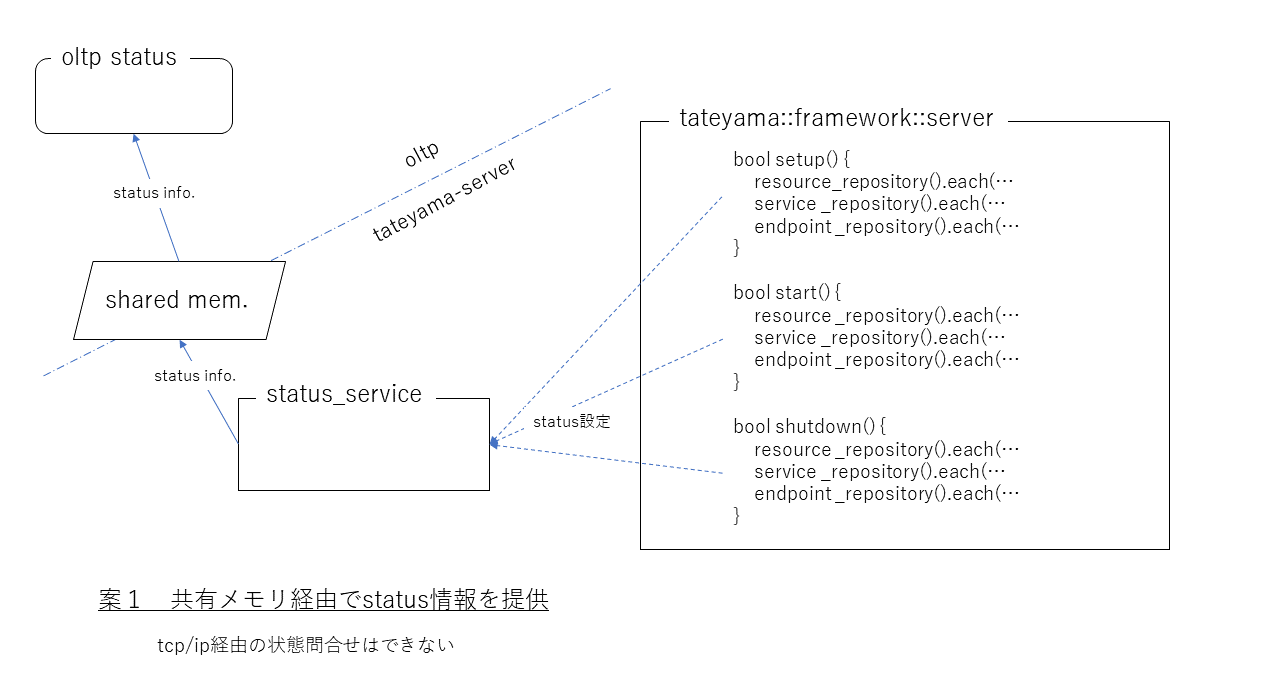 oltp status
status info.
oltp
tateyama-server
shared mem.
status info.
status_service
status設定
tateyama::framework::server
bool setup() {
resource_repository().each(…
service_repository().each(…
endpoint_repository().each(…
}
bool start() {
resource_repository().each(…
service_repository().each(…
endpoint_repository().each(…
}
bool shutdown() {
resource_repository().each(…
service_repository().each(…
endpoint_repository().each(…
}
案１　共有メモリ経由でstatus情報を提供
tcp/ip経由の状態問合せはできない